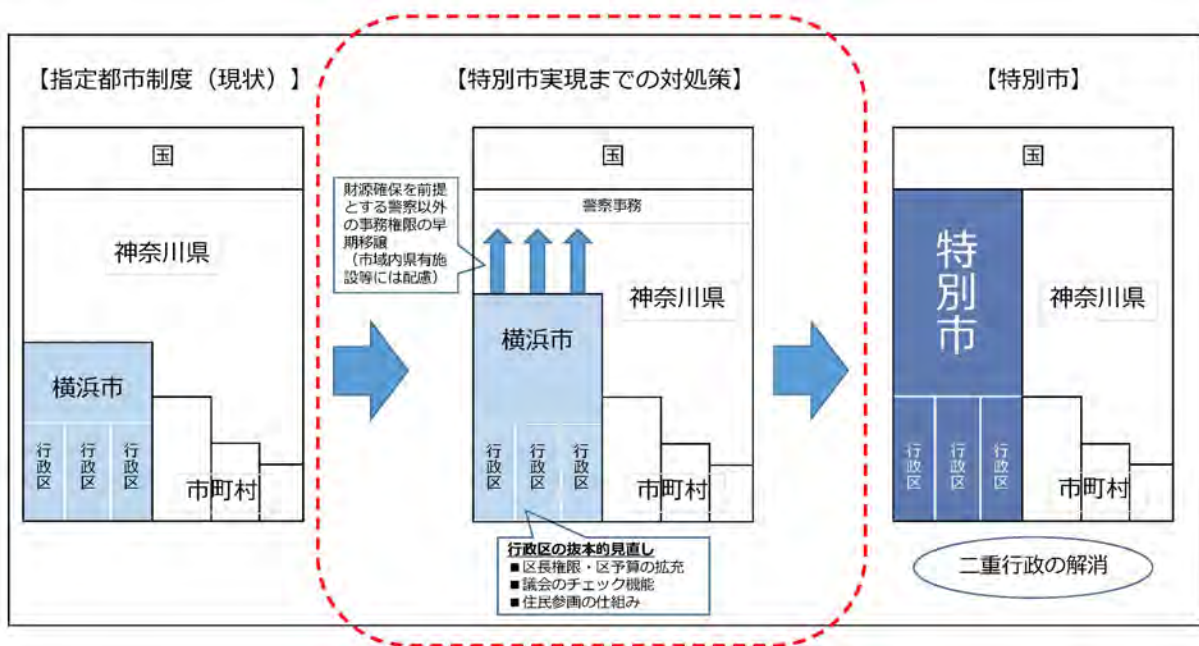 【指定都市制度（現状）】
国
神奈川県
横浜市
行政区
行政区
行政区
市町村
【特別市実現までの対処策】
国
財源確保を前提
とする警察以外
の事務権限の早
期移譲
（市域内県有施
設等には配慮）
警察事務
神奈川県
横浜市
行政区
行政区
行政区
市町村
行政区の抜本的見直し
■区長権限・区予算の拡充
■議会のチェック機能
■住民参画の仕組み
【特別市】
国
特別市
神奈川県
行政区
行政区
行政区
市町村
二重行政の解消